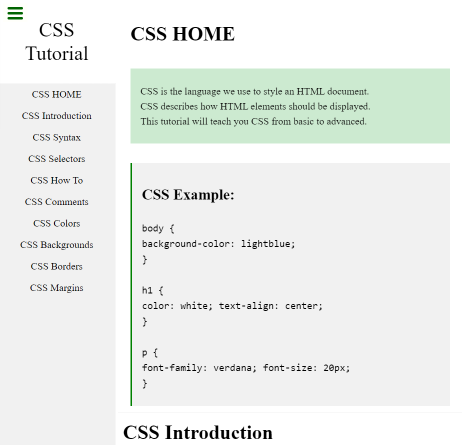 CSS
Tutorial
CSS HOME
CSS Introduction
CSS Syntax
CSS Selectors
CSS How To
CSS Comments
CSS Colors
CSS Backgrounds
CSS Borders
CSS Margins
CSS HOME
CSS is the language we use to style an HTML document.
CSS describes how HTML elements should be displayed.
This tutorial will teach you CSS from basic to advanced.
CSS Example:
body {
background-color: lightblue;
}
h1 {
color: white; text-align: center;
}
p {
font-family: verdana; font-size: 20px;
}
CSS Introduction